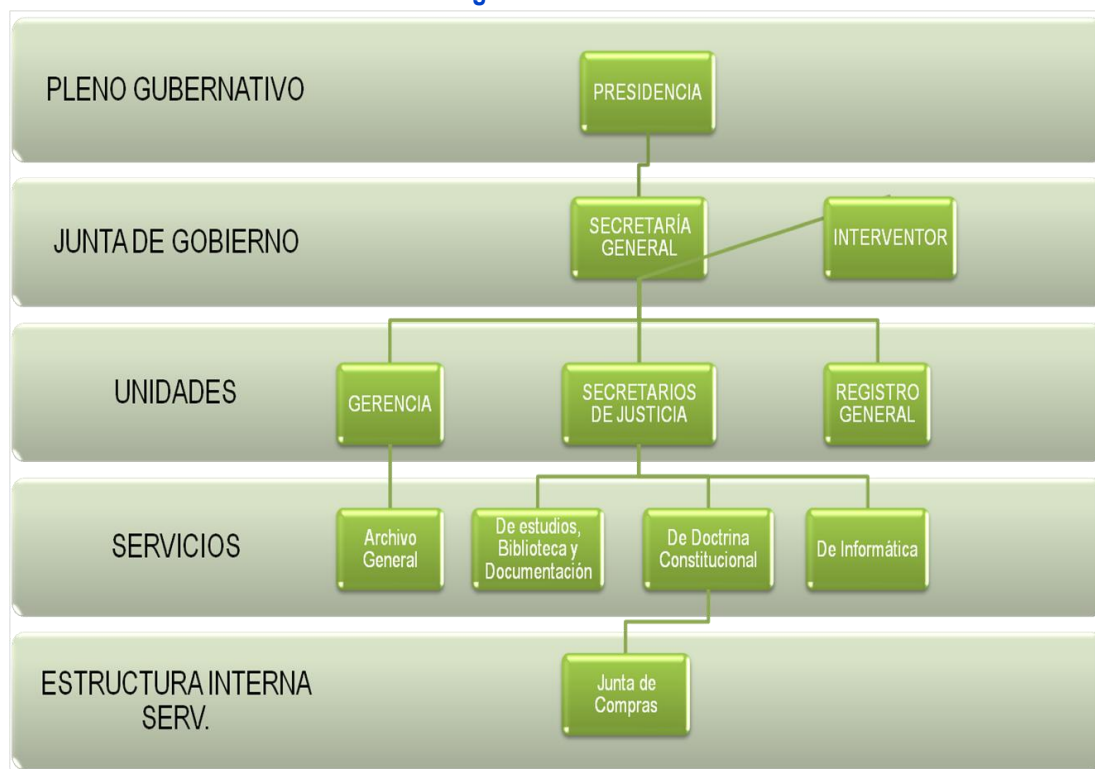 PLENO GUBERNATIVO
PRESIDENCIA
JUNTA DE GOBIERNO
SECRETARÍA
GENERAL
INTERVENTOR
UNIDADES
GERENCIA
SECRETARIOS
DE JUSTICIA
REGISTRO
GENERAL
SERVICIOS
Archivo
General
De estudios,
Biblioteca y
Documentación
De Doctrina
Constitucional
De Informática
ESTRUCTURA INTERNA
SERV.
Junta de
Compras